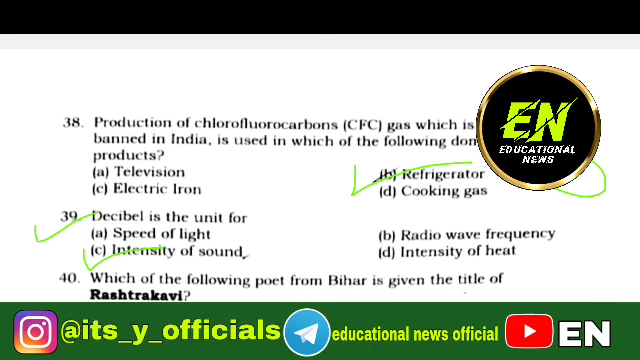 38. Production of chlorofluorocarbons (CFC) gas which is
banned in India, is used in which of the following
products?
(a) Television
(b) Refrigerator
(c) Electric Iron
(d) Cooking gas
39. Decibel is the unit for
(a) Speed of light
(b) Radio wave frequency
(c) Intensity of sound
(d) Intensity of heat
40. Which of the following poet from Bihar is given the title of
Rashtrakavi?
EN
EDUCATIONAL
NEWS
@its_y_officials
educational news official
EN